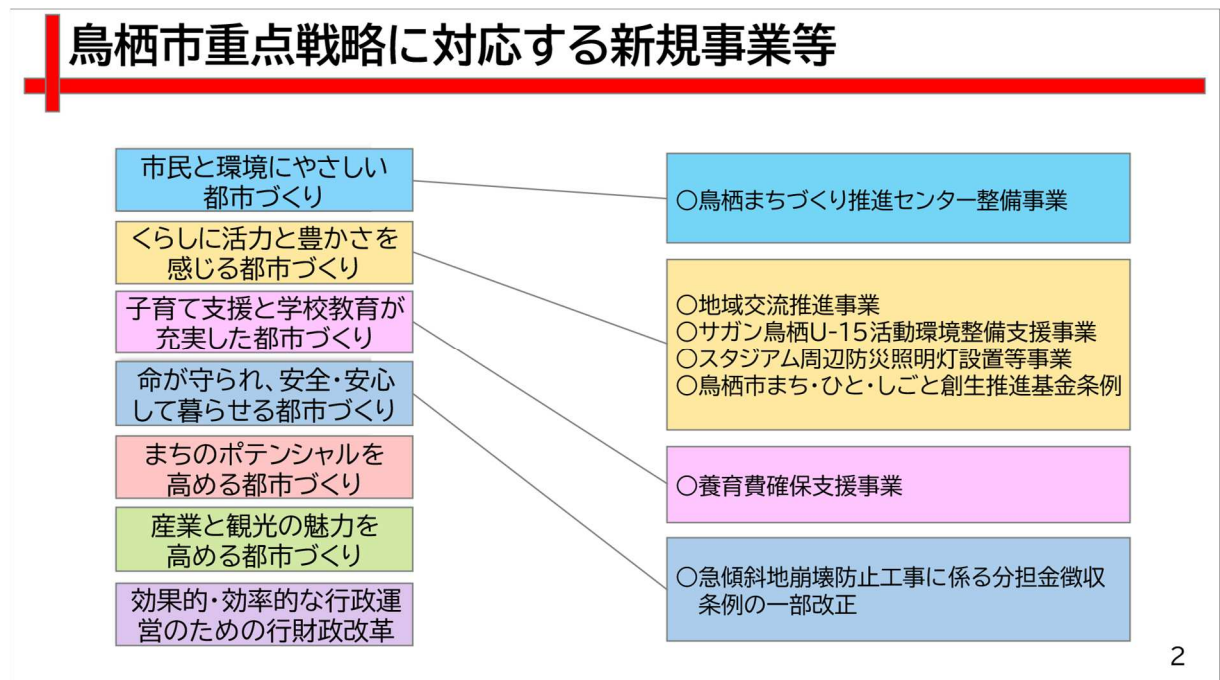 鳥栖市重点戦略に対応する新規事業等
市民と環境にやさしい
都市づくり
くらしに活力と豊かさを
感じる都市づくり
子育て支援と学校教育が
充実した都市づくり
命が守られ、安全・安心
して暮らせる都市づくり
まちのポテンシャルを
高める都市づくり
産業と観光の魅力を
高める都市づくり
効果的・効率的な行政運
営のための行財政改革
○鳥栖まちづくり推進センター整備事業
○地域交流推進事業
○サガン鳥栖U-15活動環境整備支援事業
○スタジアム周辺防災照明灯設置等事業
○鳥栖市まち・ひと・しごと創生推進基金条例
○養育費確保支援事業
○急傾斜地崩壊防止工事に係る分担金徴収
条例の一部改正
2